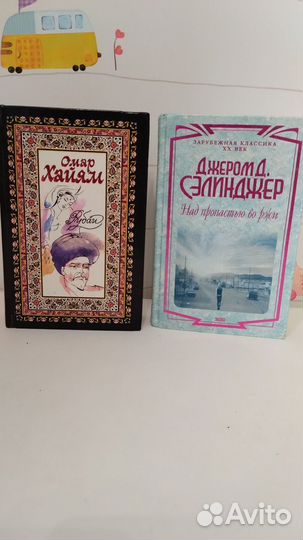 Омар
Хайям
Рубаи
ЗАРУБЕЖНАЯ КЛАССИКА
XX ВЕК
ДЖЕРОМ Д.
СЭЛИНДЖЕР
Над пропастью во ржи
Avito